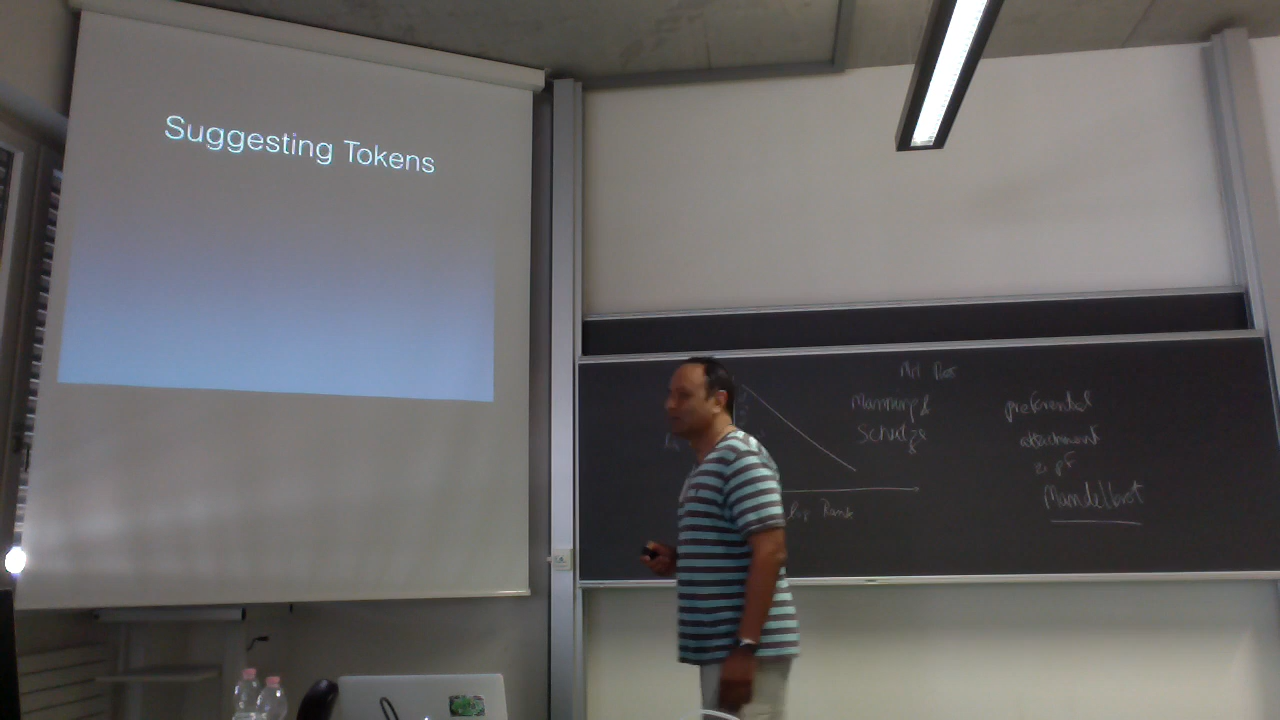 Suggesting Tokens
Manning &
Schutze
preferential
attachment
Mandelbrot
Rank